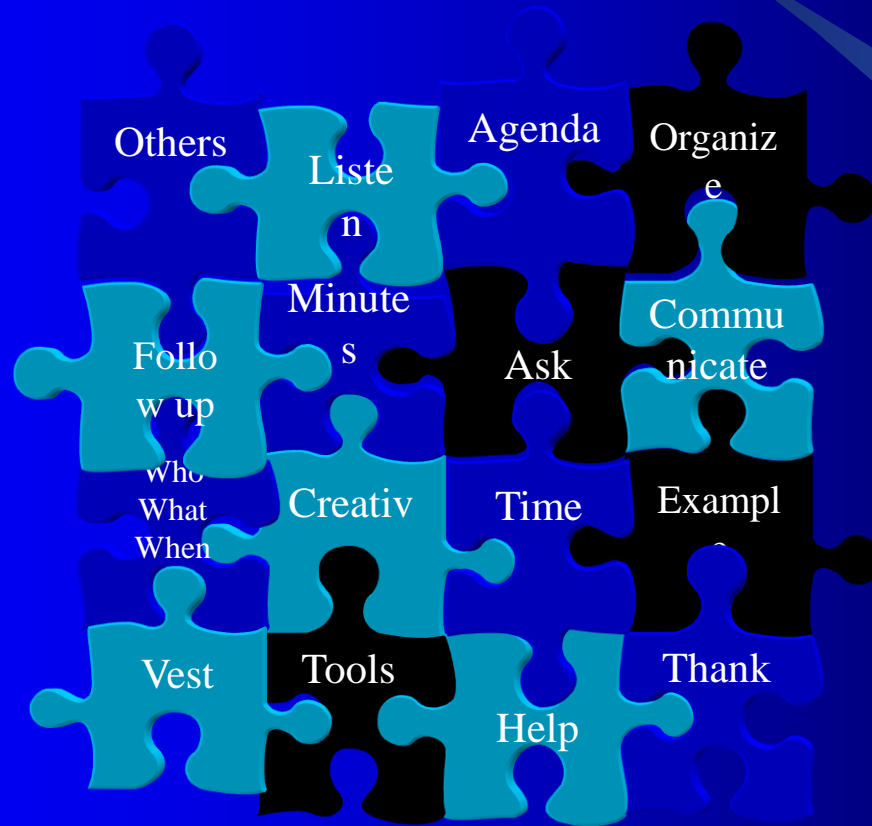 Others
Liste
n
Agenda
Organiz
e
Follo
w up
Minute
s
Ask
Commu
nicate
Who
What
When
Creativ
Time
Exampl
e
Vest
Tools
Help
Thank